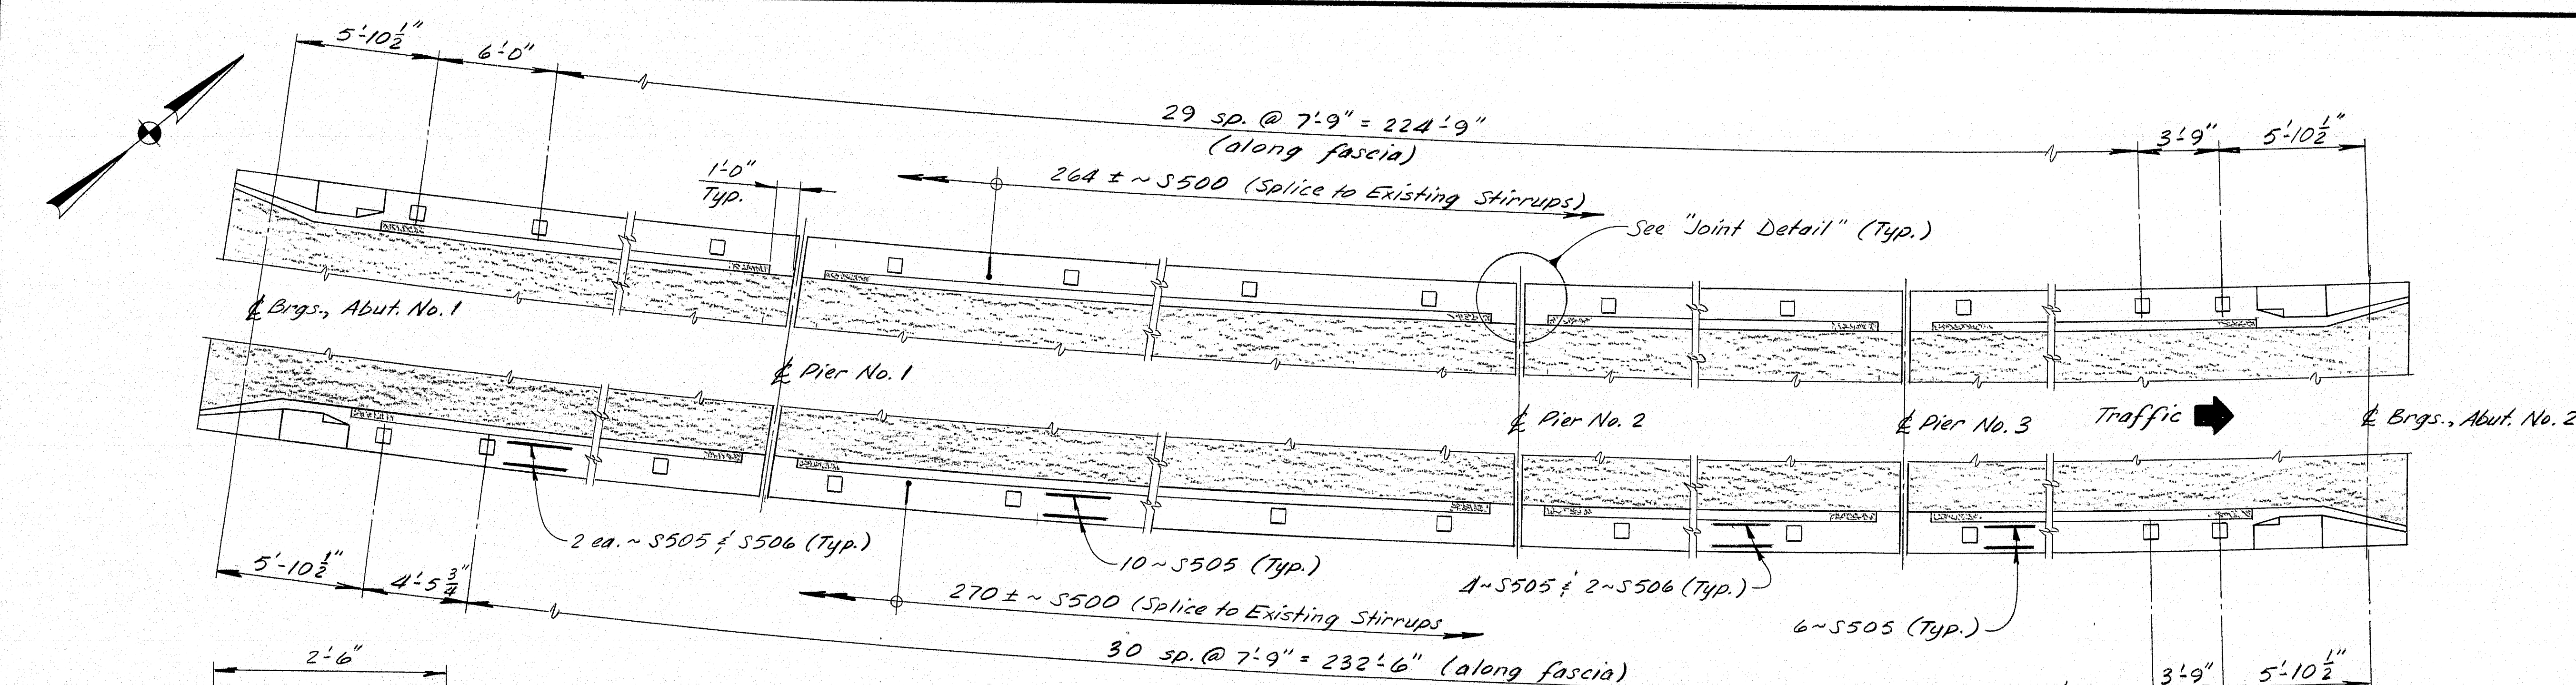 5'-10 1/2"
6'-0"
29 sp. @ 7'-9" = 224'-9"
(along fascia)
3'-9"
5'-10 1/2"
1'-0"
Typ.
264 ± ~ S500 (Splice to Existing Stirrups)
See "Joint Detail" (Typ.)
℄ Brgs., Abut. No. 1
℄ Pier No. 1
℄ Pier No. 2
℄ Pier No. 3
Traffic
℄ Brgs., Abut. No. 2
2 ea. ~ S505 & S506 (Typ.)
10 ~ S505 (Typ.)
4 ~ S505 & 2 ~ S506 (Typ.)
6 ~ S505 (Typ.)
5'-10 1/2"
4'-5 3/4"
270 ± ~ S500 (Splice to Existing Stirrups
30 sp. @ 7'-9" = 232'-6" (along fascia)
2'-6"
3'-9"
5'-10 1/2"